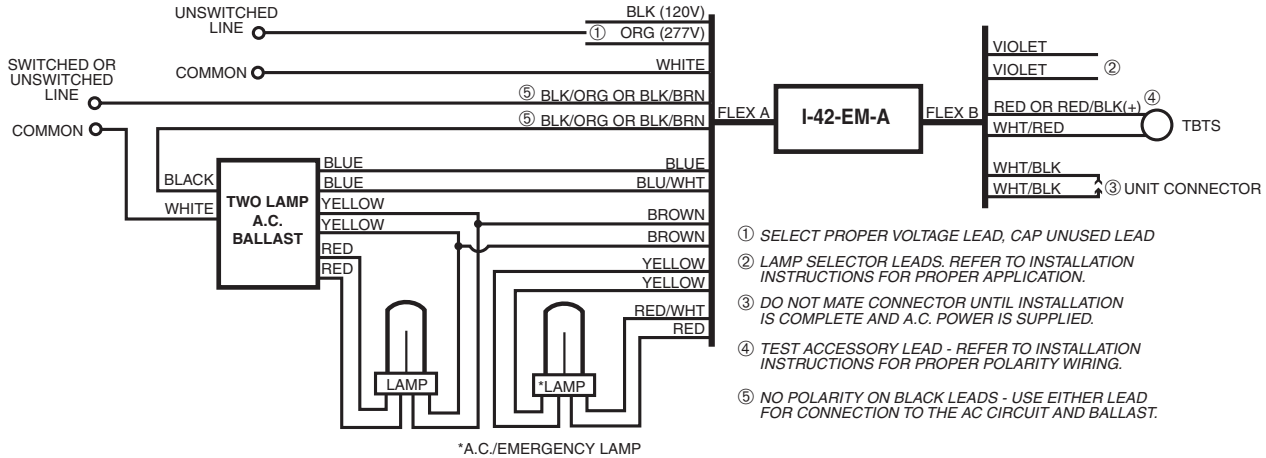 UNSWITCHED
LINE
BLK (120V)
① ORG (277V)
COMMON
WHITE
SWITCHED OR
UNSWITCHED
LINE
⑤ BLK/ORG OR BLK/BRN
COMMON
⑤ BLK/ORG OR BLK/BRN
FLEX A
I-42-EM-A
FLEX B
VIOLET
VIOLET
②
RED OR RED/BLK(+)
④
WHT/RED
TBTS
WHT/BLK
WHT/BLK
③ UNIT CONNECTOR
BLACK
WHITE
TWO LAMP
A.C.
BALLAST
BLUE
BLUE
YELLOW
YELLOW
RED
RED
BLUE
BLU/WHT
BROWN
BROWN
YELLOW
YELLOW
RED/WHT
RED
LAMP
*LAMP
*A.C./EMERGENCY LAMP
① SELECT PROPER VOLTAGE LEAD, CAP UNUSED LEAD
② LAMP SELECTOR LEADS. REFER TO INSTALLATION
INSTRUCTIONS FOR PROPER APPLICATION.
③ DO NOT MATE CONNECTOR UNTIL INSTALLATION
IS COMPLETE AND A.C. POWER IS SUPPLIED.
④ TEST ACCESSORY LEAD - REFER TO INSTALLATION
INSTRUCTIONS FOR PROPER POLARITY WIRING.
⑤ NO POLARITY ON BLACK LEADS - USE EITHER LEAD
FOR CONNECTION TO THE AC CIRCUIT AND BALLAST.